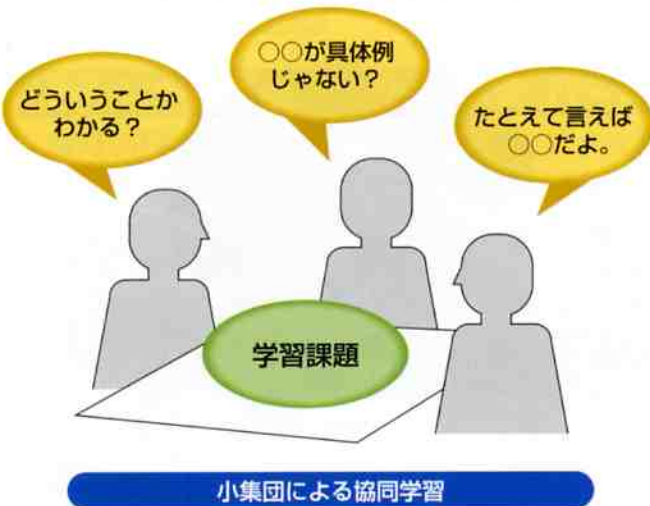 どういうことか
わかる？
○○が具体例
じゃない？
たとえて言えば
○○だよ。
学習課題
小集団による協同学習